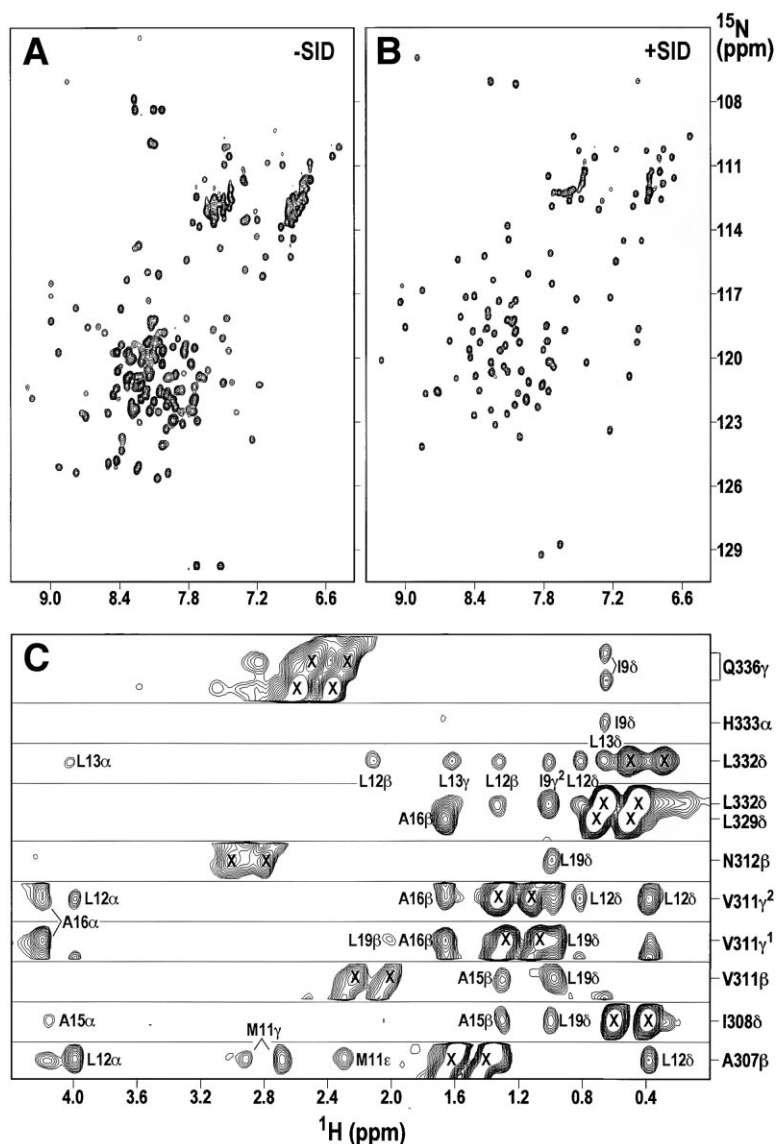 A -SID
B +SID
15N
(ppm)
108
111
114
117
120
123
126
129
9.0 8.4 7.8 7.2 6.6
9.0 8.4 7.8 7.2 6.6
C
X X
X X
I9δ
Q336γ
I9δ
H333α
L13δ
L13α
X X
L332δ
L12β L13γ L12β I9γ2 L12δ
A16β
X X
X X
L332δ
L329δ
X X
L19δ
N312β
L12α
A16β
X X
L12δ
L12δ
V311γ2
A16α
L19β
A16β
X X
L19δ
V311γ1
X X
A15β
L19δ
V311β
A15α
A15β
L19δ
X X
I308δ
M11γ
L12α
M11ε
X X
L12δ
A307β
4.0 3.6 3.2 2.8 2.4 2.0 1.6 1.2 0.8 0.4
1H (ppm)